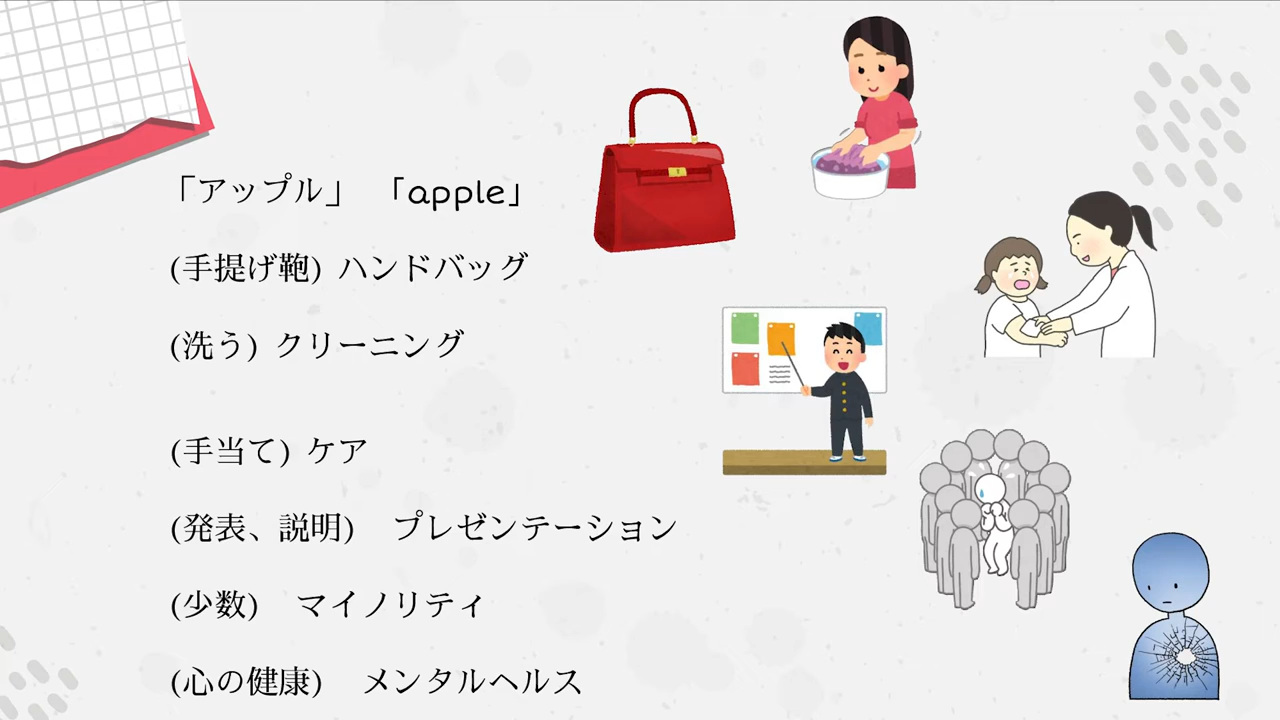 「アップル」　「apple」
(手提げ鞄) ハンドバッグ
(洗う) クリーニング
(手当て) ケア
(発表、説明)　プレゼンテーション
(少数)　マイノリティ
(心の健康)　メンタルヘルス